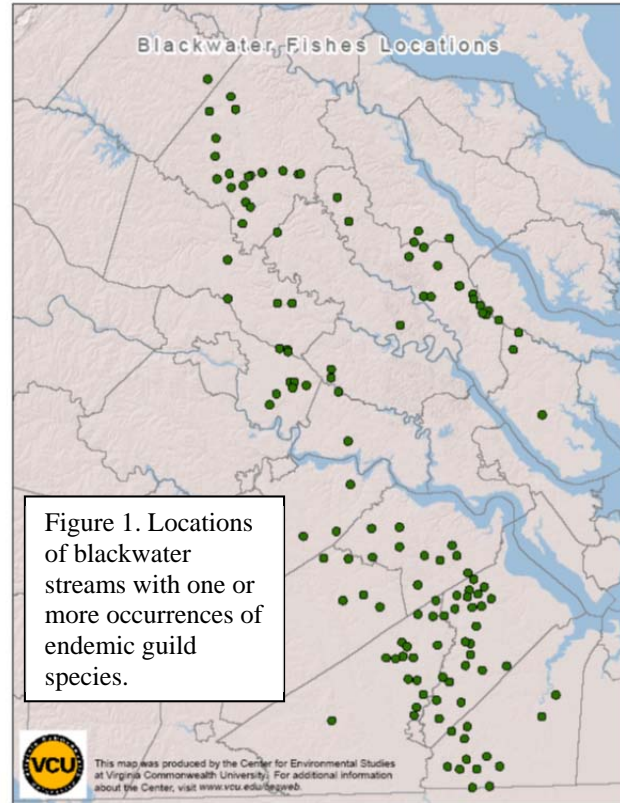 Blackwater Fishes Locations
Figure 1. Locations
of blackwater
streams with one or
more occurrences of
endemic guild
species.
VCU
This map was produced by the Center for Environmental Studies
at Virginia Commonwealth University. For additional information
about the Center, visit www.vcu.edu/cesweb.